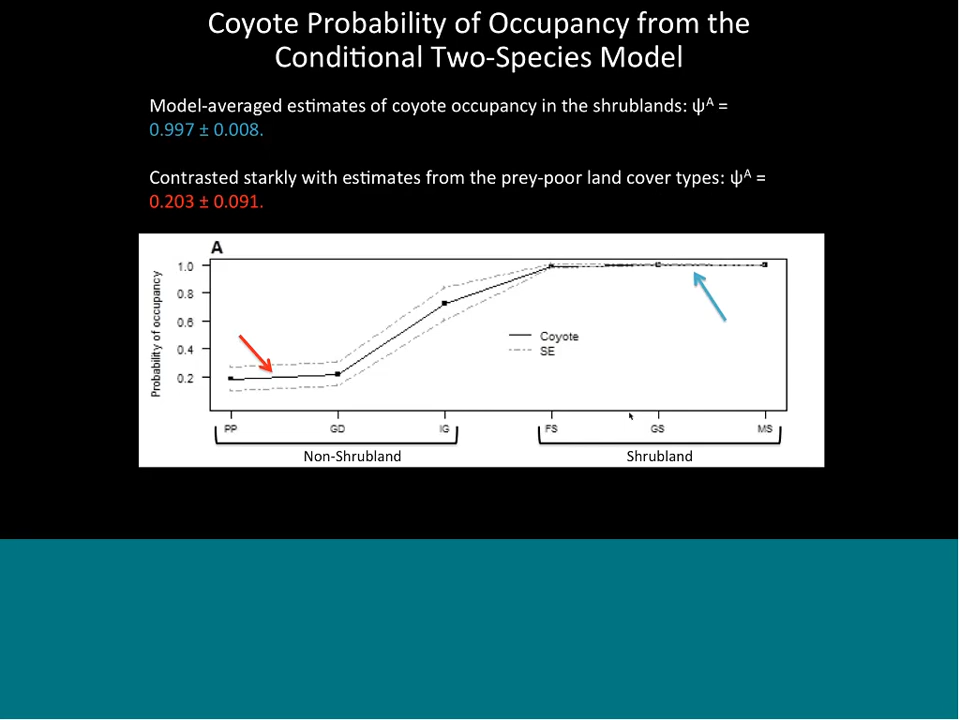 Coyote Probability of Occupancy from the
Conditional Two-Species Model
Model-averaged estimates of coyote occupancy in the shrublands: ψᴬ =
0.997 ± 0.008.
Contrasted starkly with estimates from the prey-poor land cover types: ψᴬ =
0.203 ± 0.091.
A
Probability of occupancy
1.0
0.8
0.6
0.4
0.2
Coyote
SE
PP GD IG FS GS MS
Non-Shrubland Shrubland